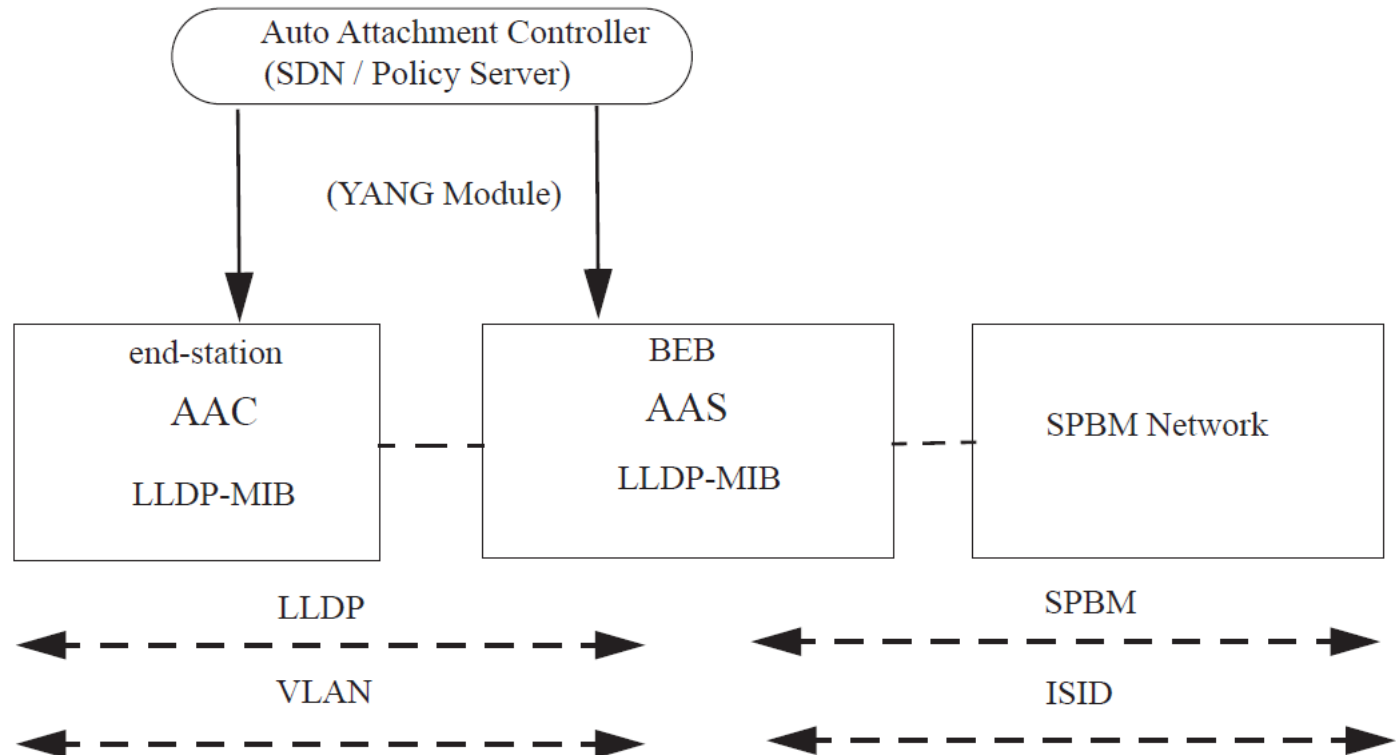 Auto Attachment Controller
(SDN / Policy Server)
(YANG Module)
end-station
AAC
LLDP-MIB
BEB
AAS
LLDP-MIB
SPBM Network
LLDP
SPBM
VLAN
ISID